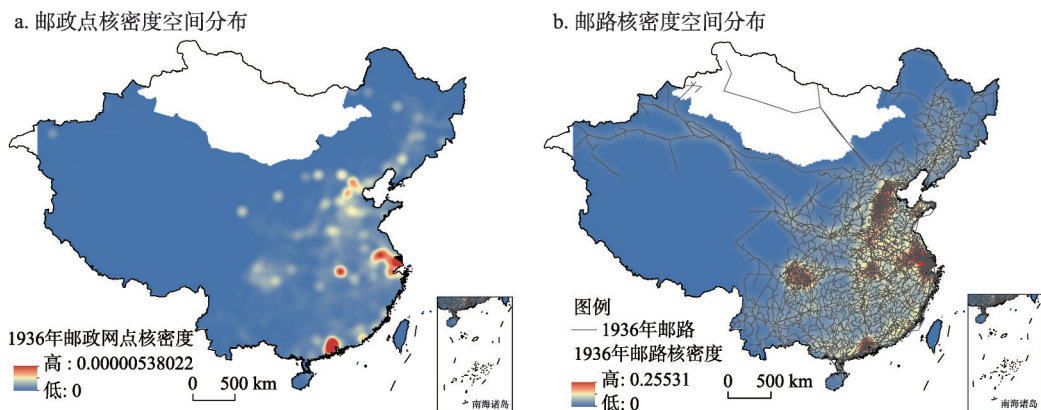 a. 邮政点核密度空间分布
1936年邮政网点核密度
高 : 0.00000538022
低: 0
0 500 km
南海诸岛
b. 邮路核密度空间分布
图例
1936年邮路
1936年邮路核密度
高: 0.25531
低: 0
0 500 km
南海诸岛